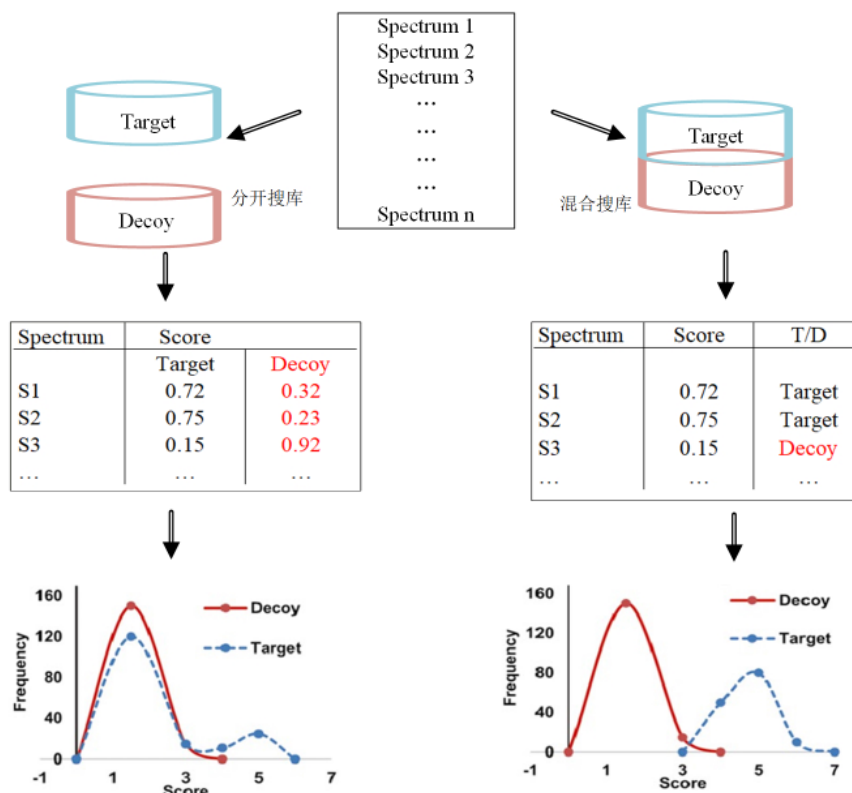 Spectrum 1
Spectrum 2
Spectrum 3
...
...
...
...
Spectrum n
Target
Decoy
分开搜库
Target
Decoy
混合搜库
Spectrum Score
Target Decoy
S1 0.72 0.32
S2 0.75 0.23
S3 0.15 0.92
... ... ...
Spectrum Score T/D
S1 0.72 Target
S2 0.75 Target
S3 0.15 Decoy
... ... ...
Frequency
160
120
80
40
0
-1 1 3 5 7
Score
Decoy
Target
Frequency
160
120
80
40
0
-1 1 3 5 7
Score
Decoy
Target